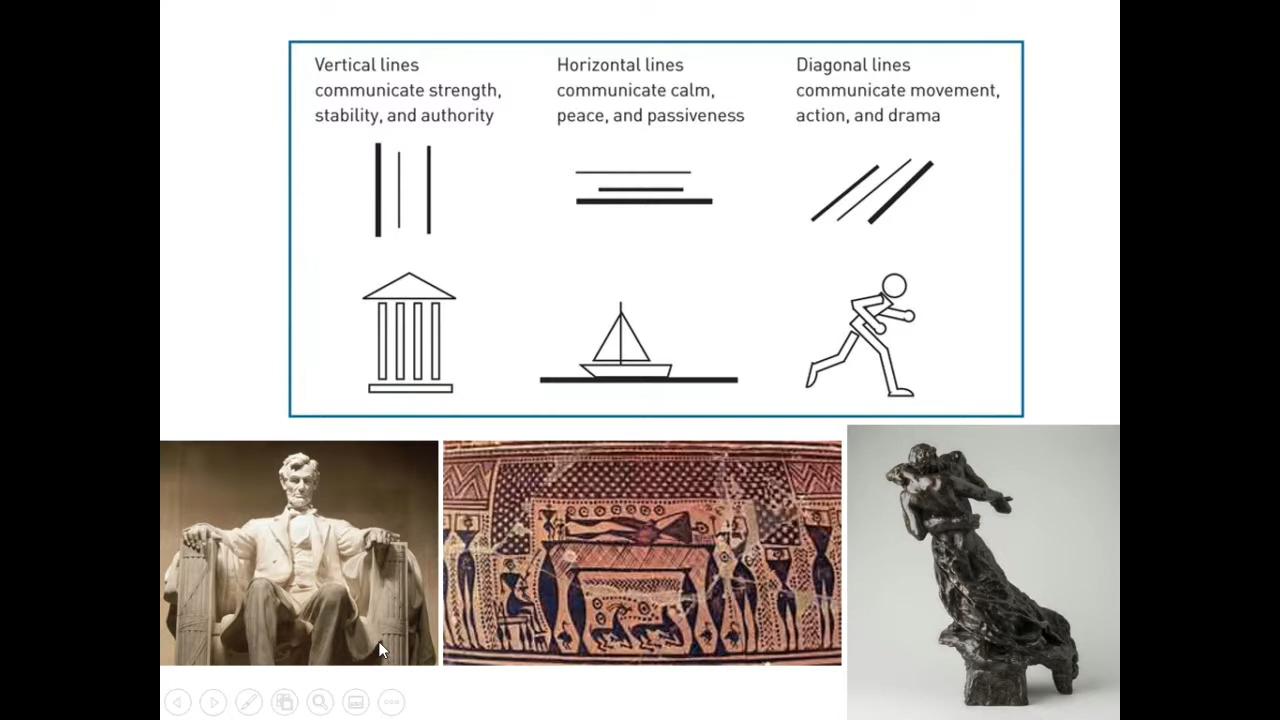 Vertical lines
communicate strength,
stability, and authority
Horizontal lines
communicate calm,
peace, and passiveness
Diagonal lines
communicate movement,
action, and drama